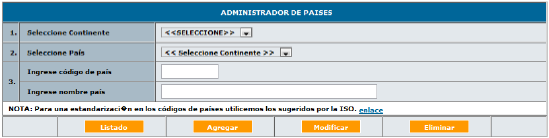 ADMINISTRADOR DE PAISES
1. Seleccione Continente <<SELECCIONE>>
2. Seleccione País << Seleccione Continente >>
3. Ingrese código de país
Ingrese nombre país
NOTA: Para una estandarizaci�n en los códigos de países utilicemos los sugeridos por la ISO. enlace
Listado Agregar Modificar Eliminar